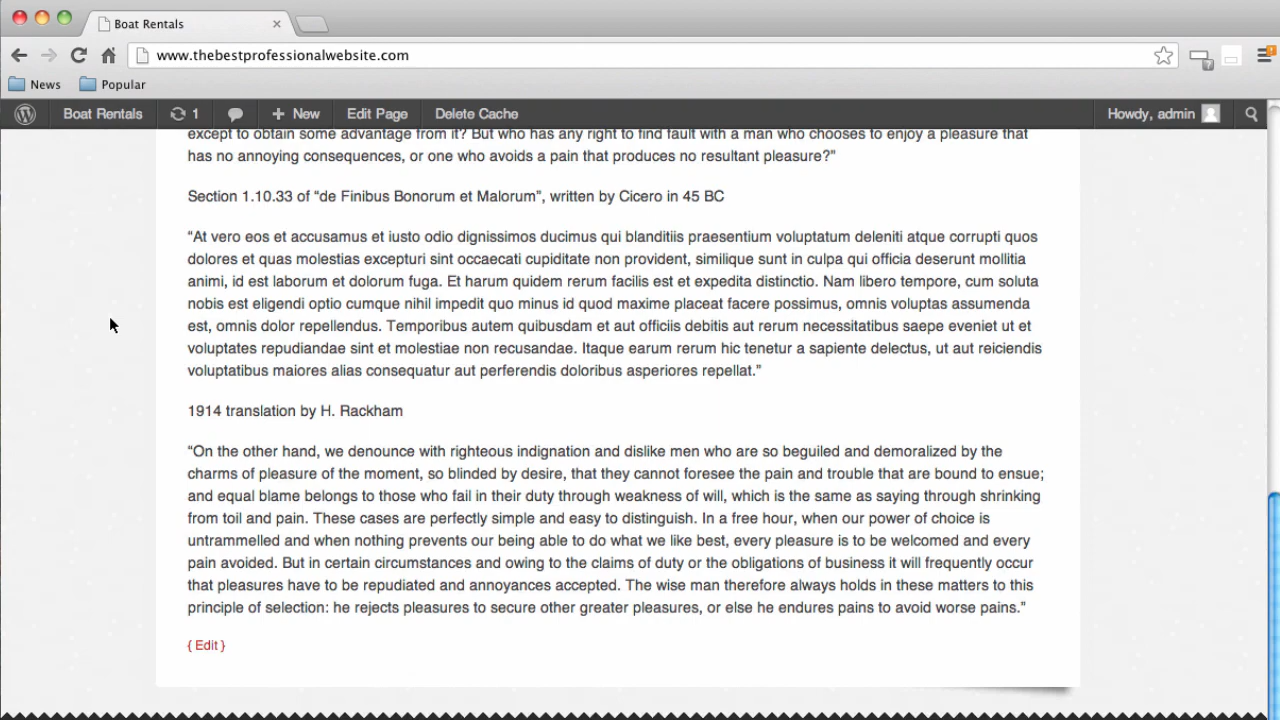 Boat Rentals
www.thebestprofessionalwebsite.com
News Popular
Boat Rentals 1 New Edit Page Delete Cache Howdy, admin
except to obtain some advantage from it? But who has any right to find fault with a man who chooses to enjoy a pleasure that
has no annoying consequences, or one who avoids a pain that produces no resultant pleasure?”
Section 1.10.33 of “de Finibus Bonorum et Malorum”, written by Cicero in 45 BC
“At vero eos et accusamus et iusto odio dignissimos ducimus qui blanditiis praesentium voluptatum deleniti atque corrupti quos
dolores et quas molestias excepturi sint occaecati cupiditate non provident, similique sunt in culpa qui officia deserunt mollitia
animi, id est laborum et dolorum fuga. Et harum quidem rerum facilis est et expedita distinctio. Nam libero tempore, cum soluta
nobis est eligendi optio cumque nihil impedit quo minus id quod maxime placeat facere possimus, omnis voluptas assumenda
est, omnis dolor repellendus. Temporibus autem quibusdam et aut officiis debitis aut rerum necessitatibus saepe eveniet ut et
voluptates repudiandae sint et molestiae non recusandae. Itaque earum rerum hic tenetur a sapiente delectus, ut aut reiciendis
voluptatibus maiores alias consequatur aut perferendis doloribus asperiores repellat.”
1914 translation by H. Rackham
“On the other hand, we denounce with righteous indignation and dislike men who are so beguiled and demoralized by the
charms of pleasure of the moment, so blinded by desire, that they cannot foresee the pain and trouble that are bound to ensue;
and equal blame belongs to those who fail in their duty through weakness of will, which is the same as saying through shrinking
from toil and pain. These cases are perfectly simple and easy to distinguish. In a free hour, when our power of choice is
untrammelled and when nothing prevents our being able to do what we like best, every pleasure is to be welcomed and every
pain avoided. But in certain circumstances and owing to the claims of duty or the obligations of business it will frequently occur
that pleasures have to be repudiated and annoyances accepted. The wise man therefore always holds in these matters to this
principle of selection: he rejects pleasures to secure other greater pleasures, or else he endures pains to avoid worse pains.”
{ Edit }